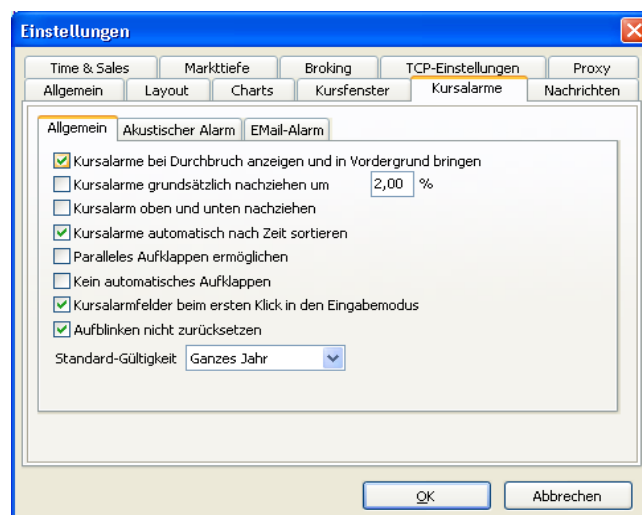 Einstellungen
Time & Sales Markttiefe Broking TCP-Einstellungen Proxy
Allgemein Layout Charts Kursfenster Kursalarme Nachrichten
Allgemein Akustischer Alarm EMail-Alarm
Kursalarme bei Durchbruch anzeigen und in Vordergrund bringen
Kursalarme grundsätzlich nachziehen um 2,00 %
Kursalarm oben und unten nachziehen
Kursalarme automatisch nach Zeit sortieren
Paralleles Aufklappen ermöglichen
Kein automatisches Aufklappen
Kursalarmfelder beim ersten Klick in den Eingabemodus
Aufblinken nicht zurücksetzen
Standard-Gültigkeit Ganzes Jahr
OK Abbrechen